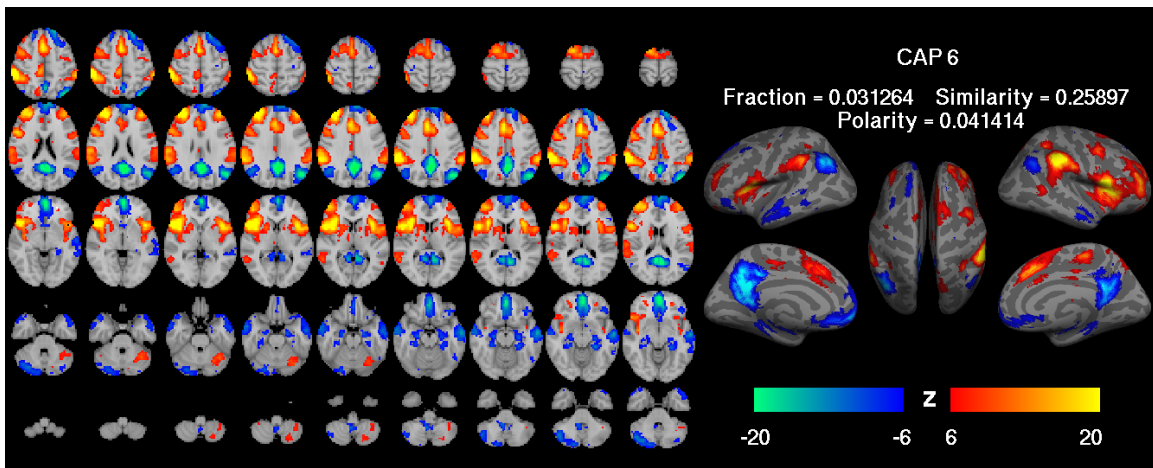 CAP 6
Fraction = 0.031264 Similarity = 0.25897
Polarity = 0.041414
z
-20 -6 6 20